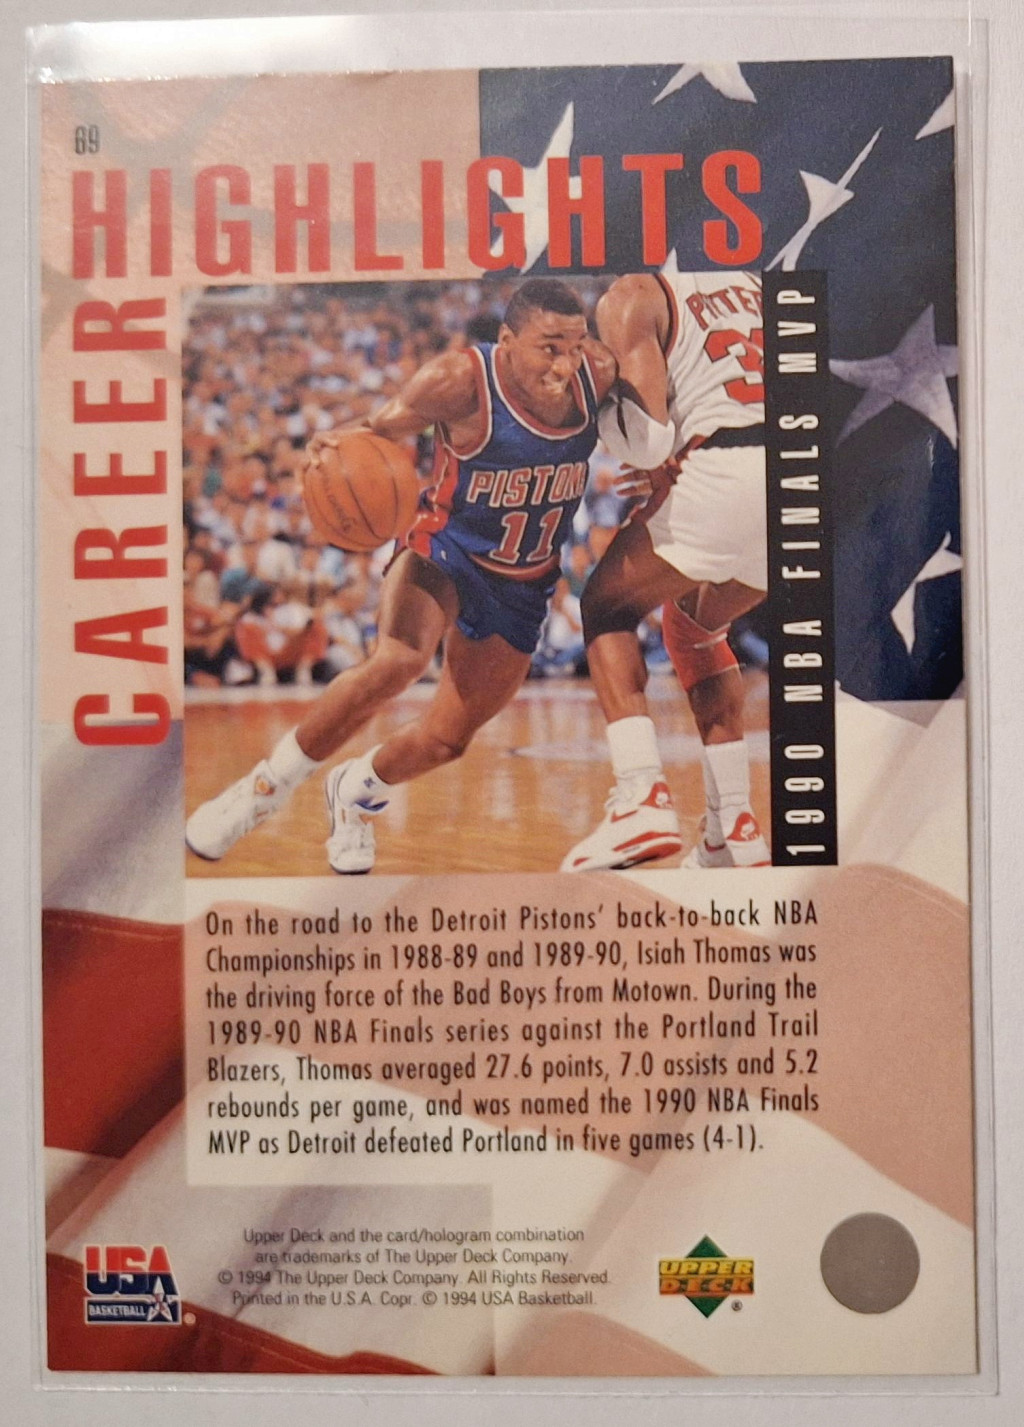 69
HIGHLIGHTS
CAREER
PISTONS
11
3
1990 NBA FINALS MVP
On the road to the Detroit Pistons' back-to-back NBA
Championships in 1988-89 and 1989-90, Isiah Thomas was
the driving force of the Bad Boys from Motown. During the
1989-90 NBA Finals series against the Portland Trail
Blazers, Thomas averaged 27.6 points, 7.0 assists and 5.2
rebounds per game, and was named the 1990 NBA Finals
MVP as Detroit defeated Portland in five games (4-1).
Upper Deck and the card/hologram combination
are trademarks of The Upper Deck Company.
© 1994 The Upper Deck Company. All Rights Reserved.
Printed in the U.S.A. Copr. © 1994 USA Basketball.
USA
BASKETBALL
®
UPPER
DECK
®